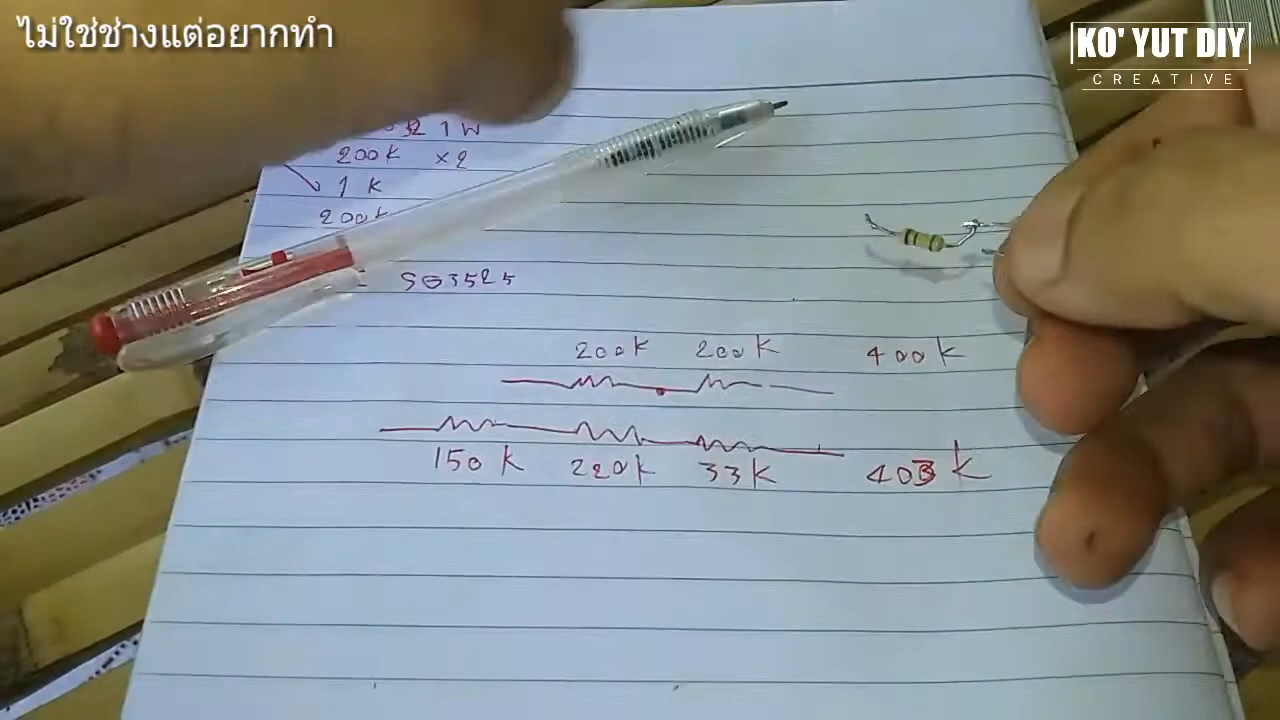 ไม่ใช่ช่างแต่อยากทำ
KO' YUT DIY
CREATIVE
1W
200K x2
1 K
200K
SG3525
200K 200K 400K
150K 220K 33K 403K